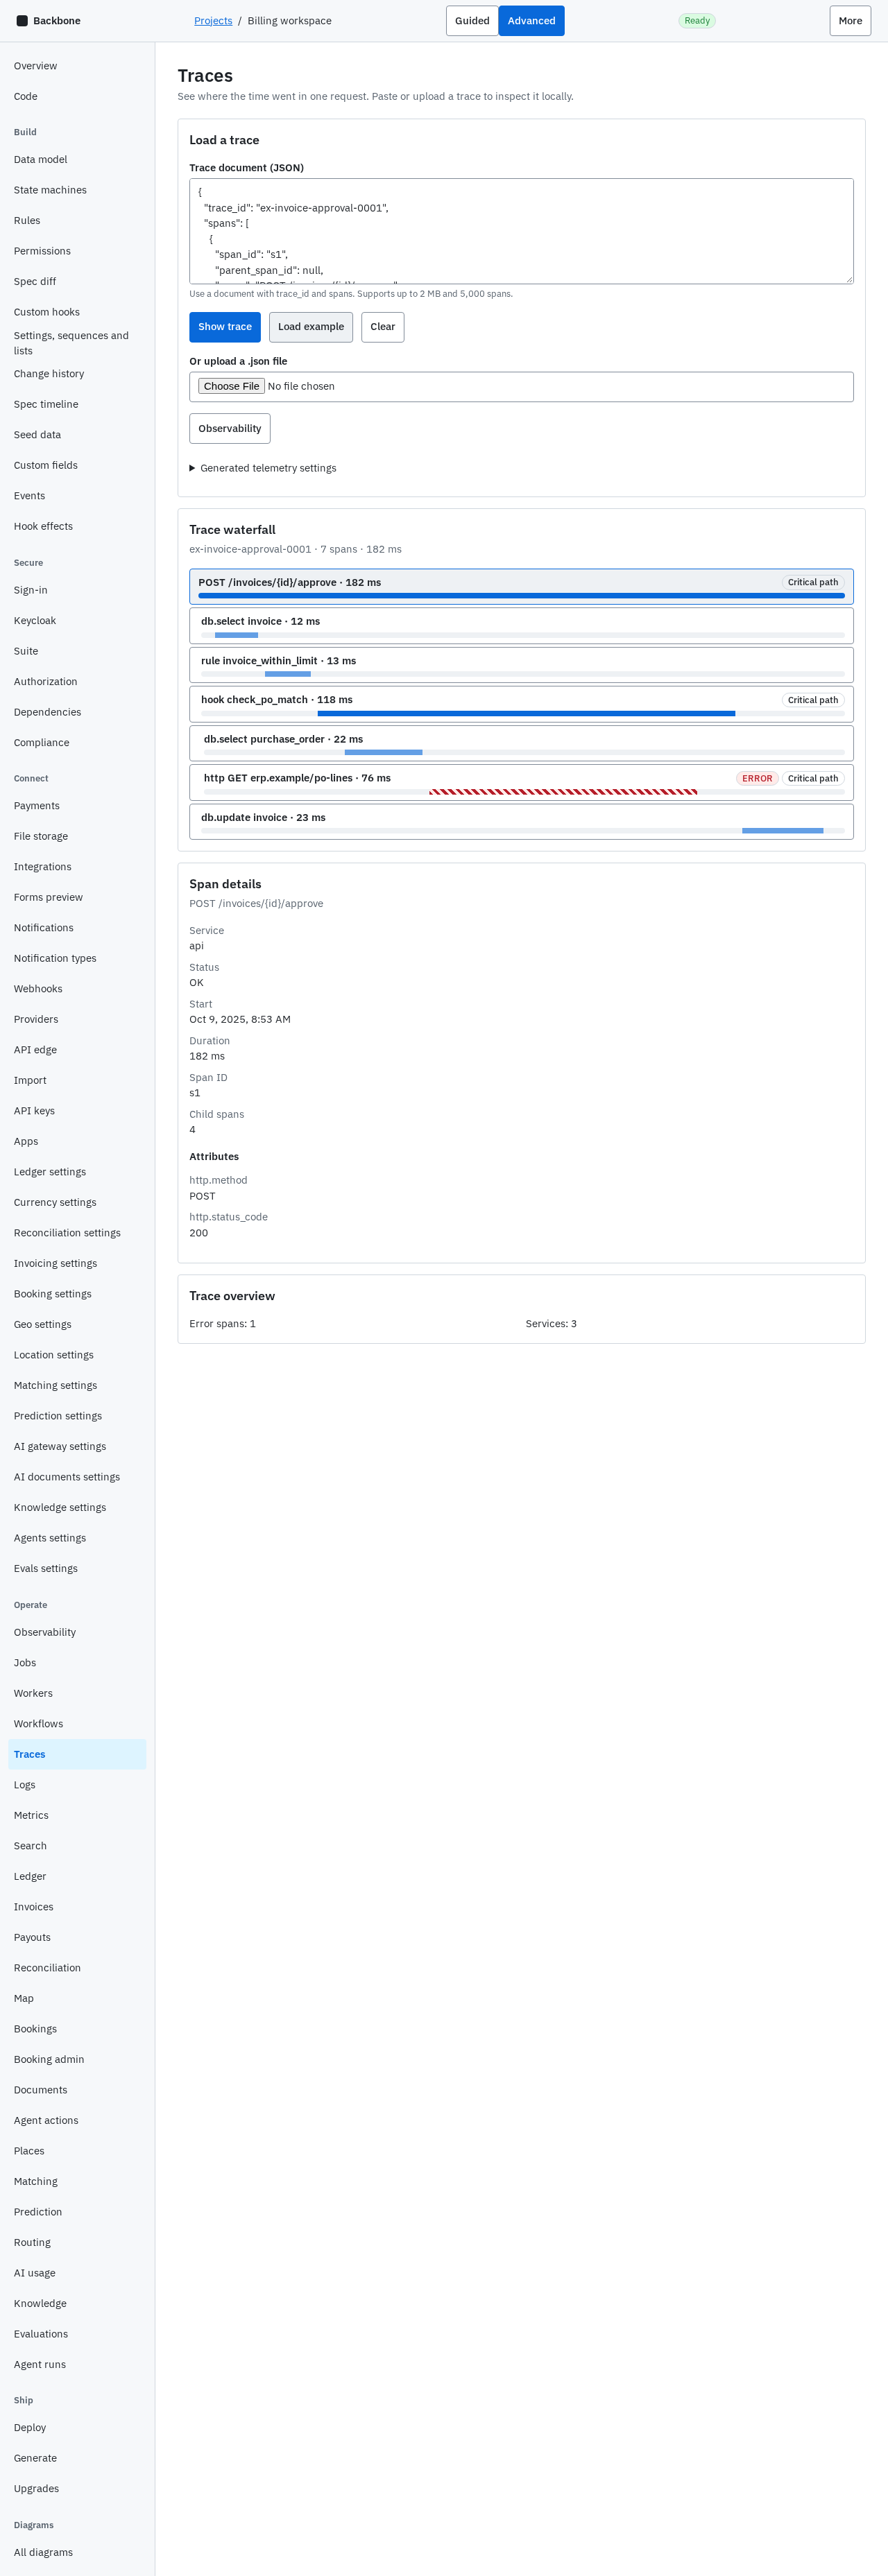 Backbone
Projects / Billing workspace
Guided
Advanced
Ready
More
Overview
Code
Build
Data model
State machines
Rules
Permissions
Spec diff
Custom hooks
Settings, sequences and
lists
Change history
Spec timeline
Seed data
Custom fields
Events
Hook effects
Secure
Sign-in
Keycloak
Suite
Authorization
Dependencies
Compliance
Connect
Payments
File storage
Integrations
Forms preview
Notifications
Notification types
Webhooks
Providers
API edge
Import
API keys
Apps
Ledger settings
Currency settings
Reconciliation settings
Invoicing settings
Booking settings
Geo settings
Location settings
Matching settings
Prediction settings
AI gateway settings
AI documents settings
Knowledge settings
Agents settings
Evals settings
Operate
Observability
Jobs
Workers
Workflows
Traces
Logs
Metrics
Search
Ledger
Invoices
Payouts
Reconciliation
Map
Bookings
Booking admin
Documents
Agent actions
Places
Matching
Prediction
Routing
AI usage
Knowledge
Evaluations
Agent runs
Ship
Deploy
Generate
Upgrades
Diagrams
All diagrams
Traces
See where the time went in one request. Paste or upload a trace to inspect it locally.
Load a trace
Trace document (JSON)
{
"trace_id": "ex-invoice-approval-0001",
"spans": [
{
"span_id": "s1",
"parent_span_id": null,
Use a document with trace_id and spans. Supports up to 2 MB and 5,000 spans.
Show trace
Load example
Clear
Or upload a .json file
Choose File No file chosen
Observability
Generated telemetry settings
Trace waterfall
ex-invoice-approval-0001 · 7 spans · 182 ms
POST /invoices/{id}/approve · 182 ms Critical path
db.select invoice · 12 ms
rule invoice_within_limit · 13 ms
hook check_po_match · 118 ms Critical path
db.select purchase_order · 22 ms
http GET erp.example/po-lines · 76 ms ERROR Critical path
db.update invoice · 23 ms
Span details
POST /invoices/{id}/approve
Service
api
Status
OK
Start
Oct 9, 2025, 8:53 AM
Duration
182 ms
Span ID
s1
Child spans
4
Attributes
http.method
POST
http.status_code
200
Trace overview
Error spans: 1
Services: 3